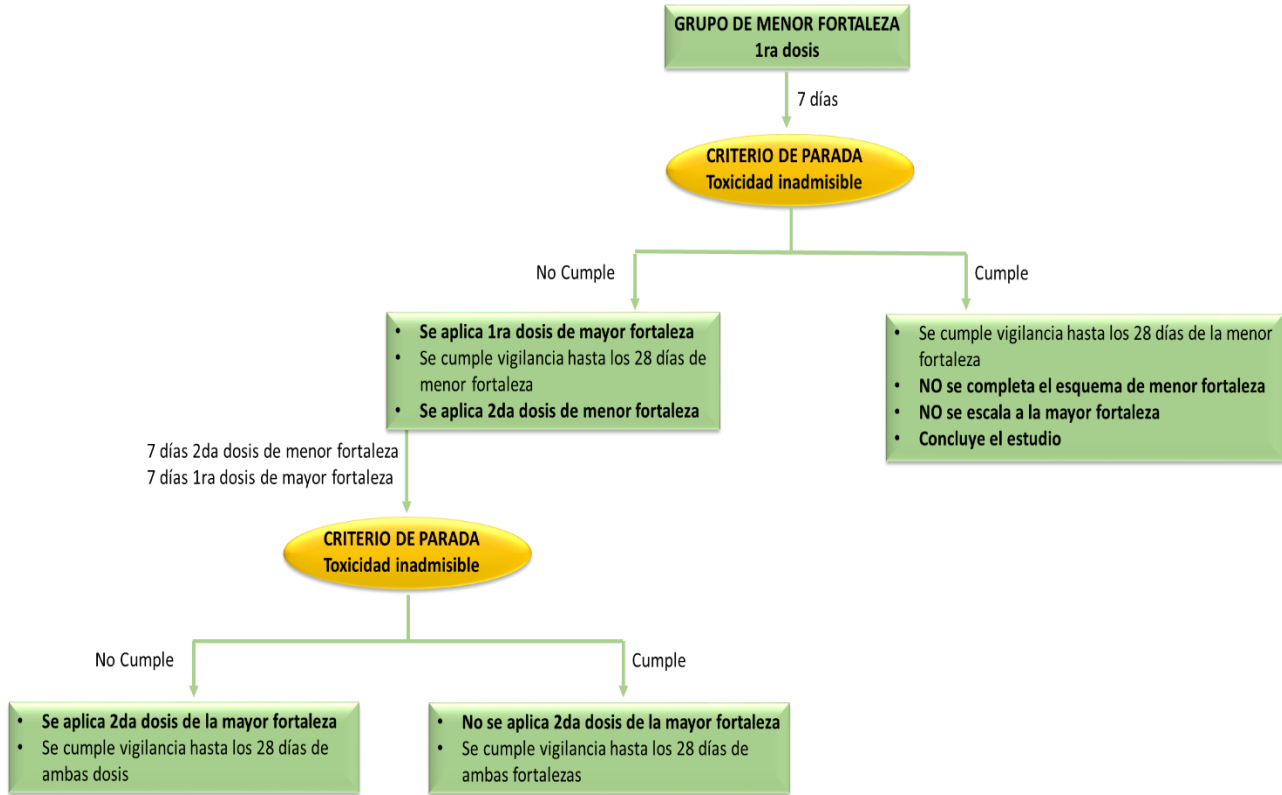 GRUPO DE MENOR FORTALEZA
1ra dosis
7 días
CRITERIO DE PARADA
Toxicidad inadmisible
No Cumple
Cumple
• Se aplica 1ra dosis de mayor fortaleza
• Se cumple vigilancia hasta los 28 días de
menor fortaleza
• Se aplica 2da dosis de menor fortaleza
• Se cumple vigilancia hasta los 28 días de la menor
fortaleza
• NO se completa el esquema de menor fortaleza
• NO se escala a la mayor fortaleza
• Concluye el estudio
7 días 2da dosis de menor fortaleza
7 días 1ra dosis de mayor fortaleza
CRITERIO DE PARADA
Toxicidad inadmisible
No Cumple
Cumple
• Se aplica 2da dosis de la mayor fortaleza
• Se cumple vigilancia hasta los 28 días de
ambas dosis
• No se aplica 2da dosis de la mayor fortaleza
• Se cumple vigilancia hasta los 28 días de
ambas fortalezas